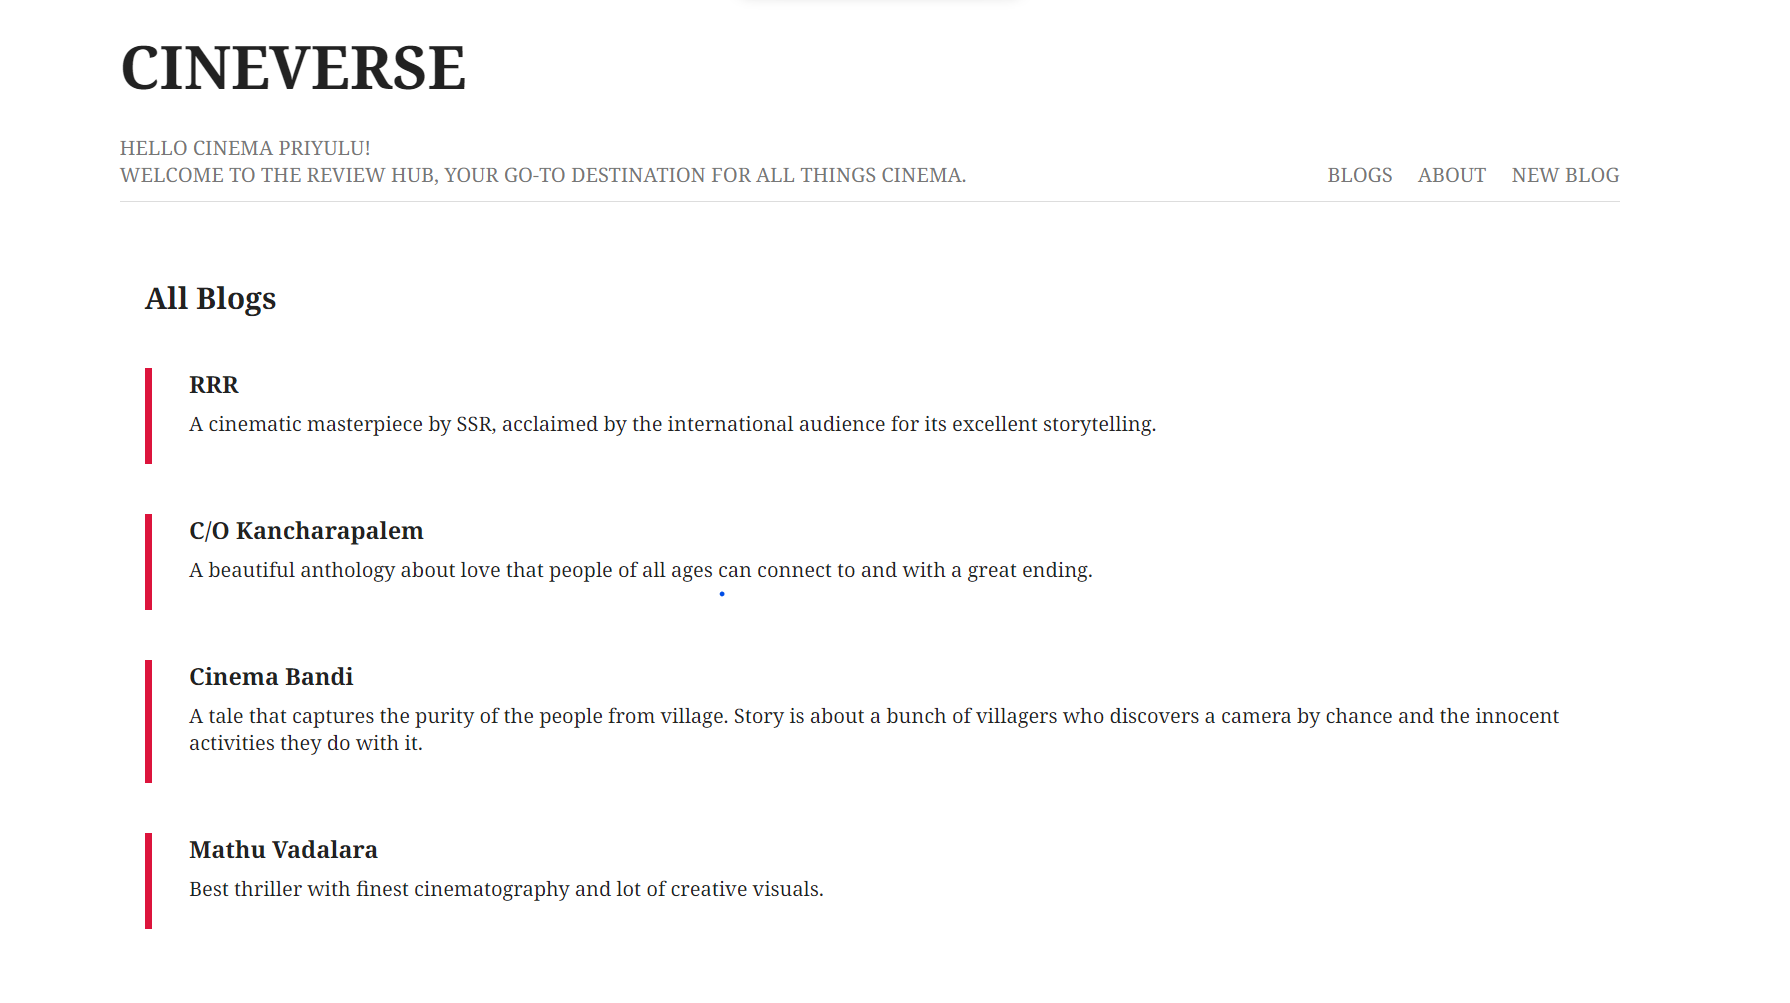 CINEVERSE
HELLO CINEMA PRIYULU!
WELCOME TO THE REVIEW HUB, YOUR GO-TO DESTINATION FOR ALL THINGS CINEMA.
BLOGS ABOUT NEW BLOG
All Blogs
RRR
A cinematic masterpiece by SSR, acclaimed by the international audience for its excellent storytelling.
C/O Kancharapalem
A beautiful anthology about love that people of all ages can connect to and with a great ending.
Cinema Bandi
A tale that captures the purity of the people from village. Story is about a bunch of villagers who discovers a camera by chance and the innocent
activities they do with it.
Mathu Vadalara
Best thriller with finest cinematography and lot of creative visuals.